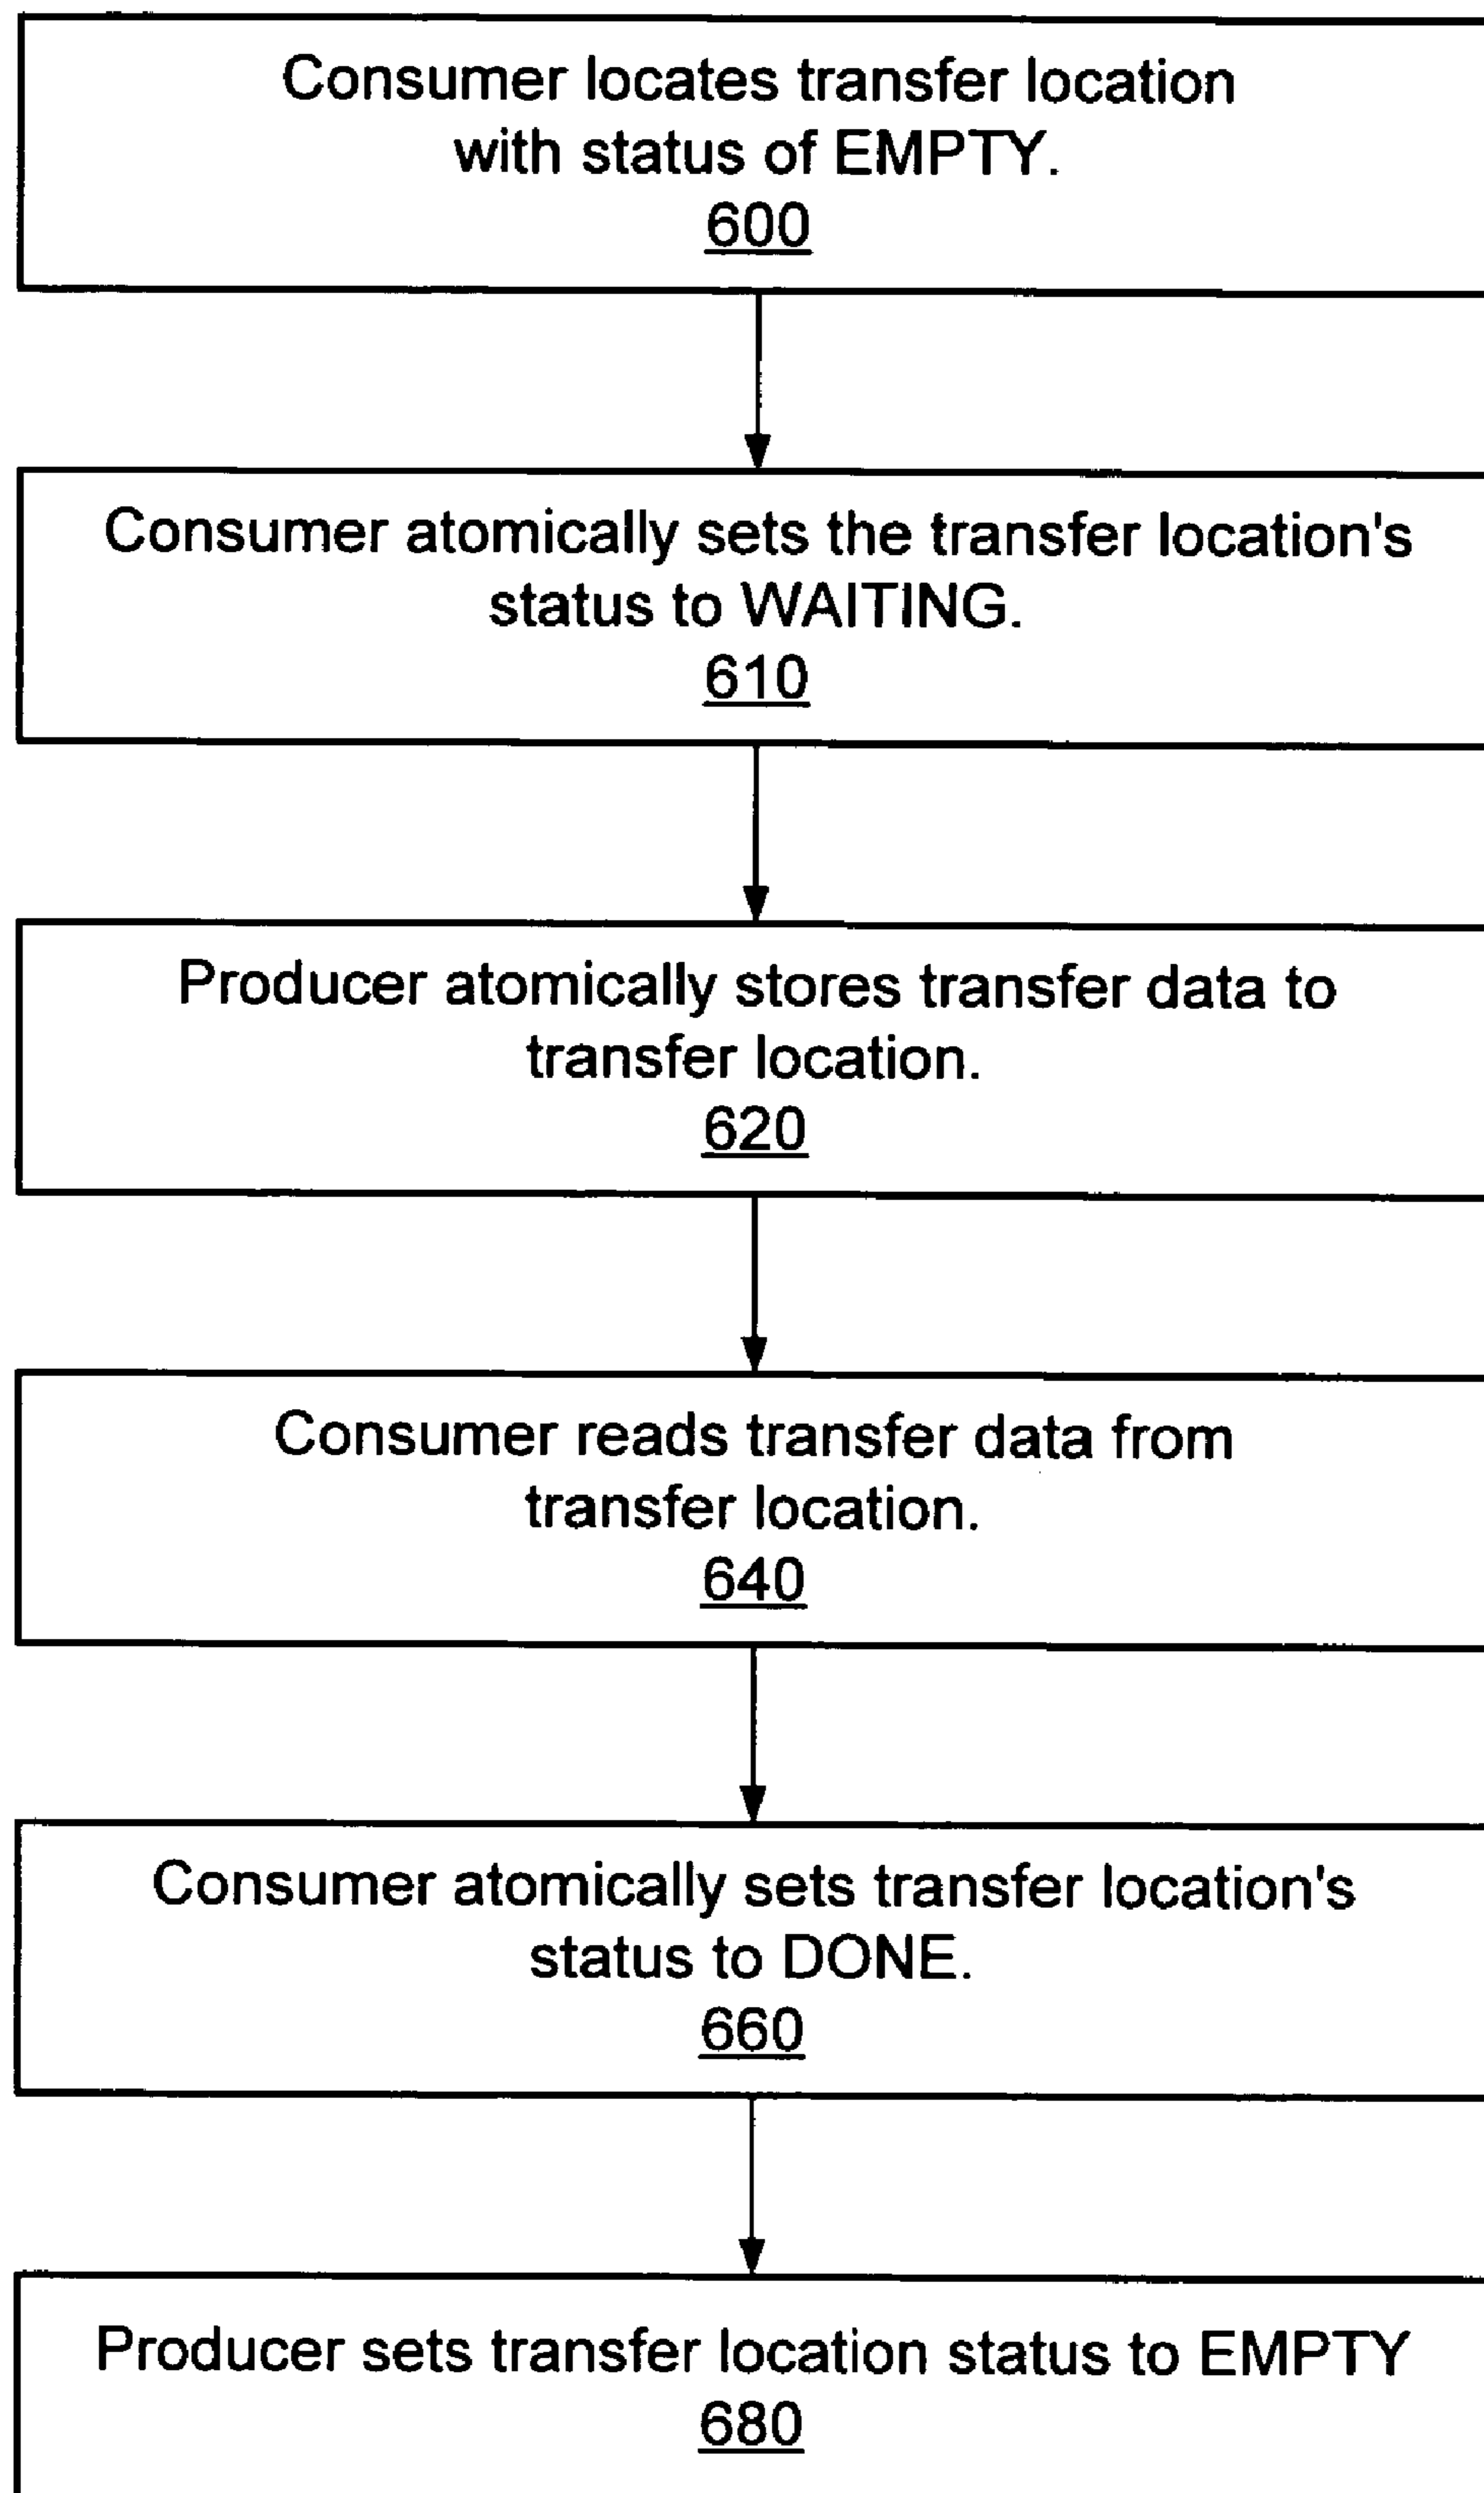 Consumer locates transfer location
with status of EMPTY.
600
Consumer atomically sets the transfer location's
status to WAITING.
610
Producer atomically stores transfer data to
transfer location.
620
Consumer reads transfer data from
transfer location.
640
Consumer atomically sets transfer location's
status to DONE.
660
Producer sets transfer location status to EMPTY
680